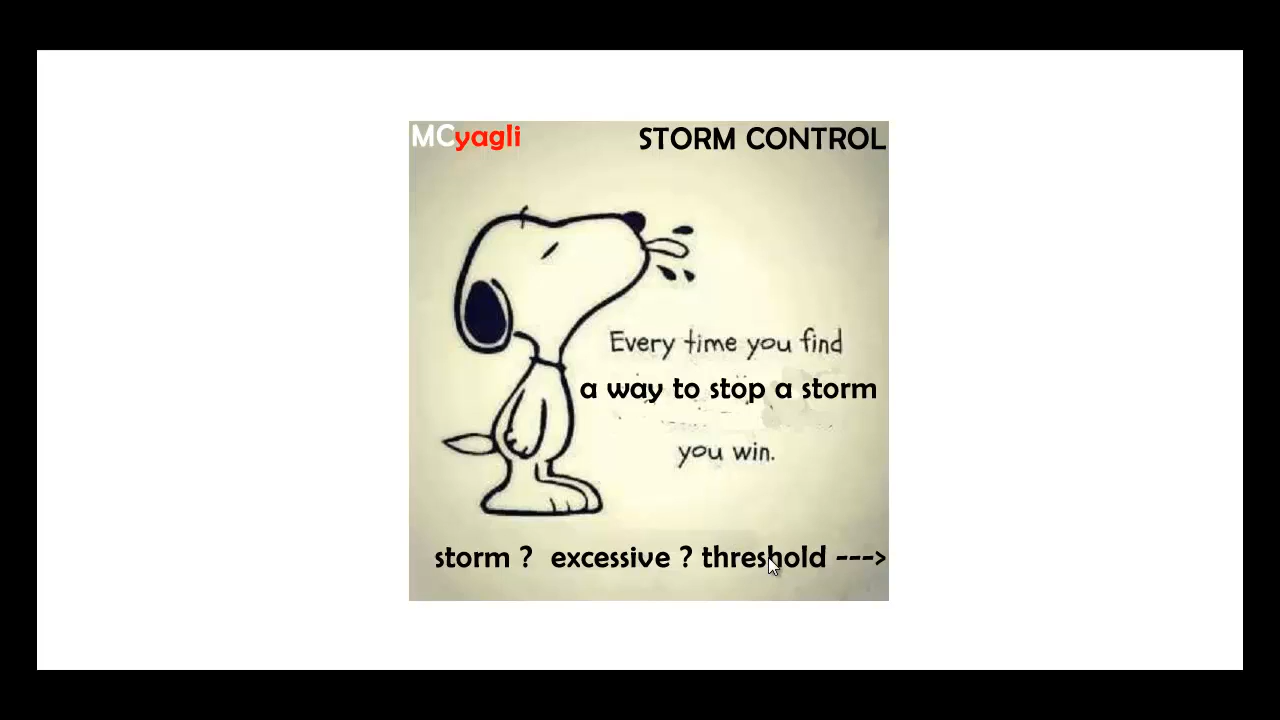 MCyagli STORM CONTROL
Every time you find
a way to stop a storm
you win.
storm ? excessive ? threshold --->